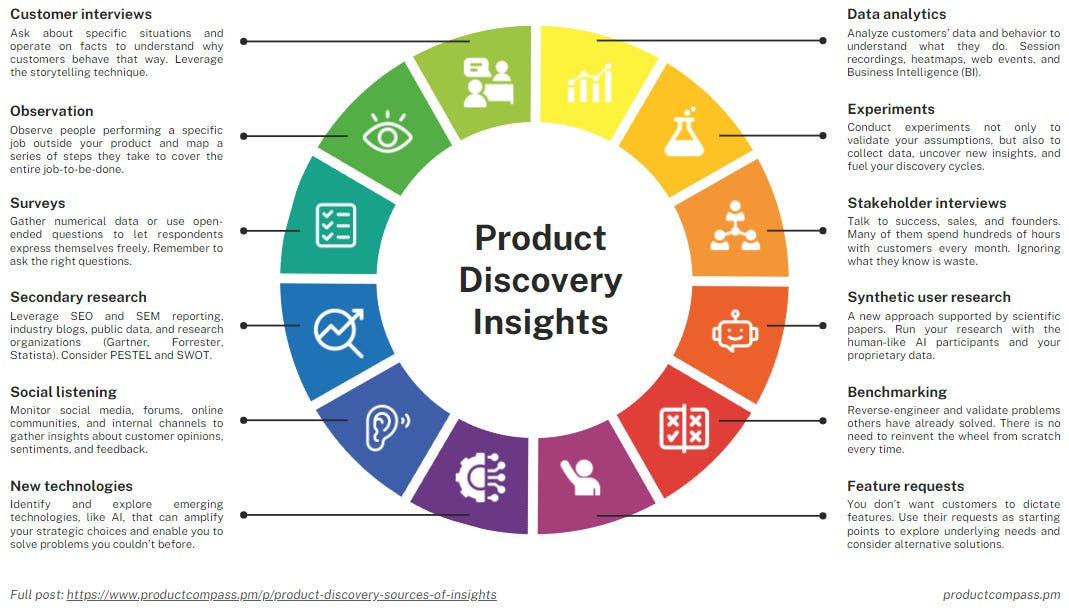 Customer interviews
Ask about specific situations and
operate on facts to understand why
customers behave that way. Leverage
the storytelling technique.
Observation
Observe people performing a specific
job outside your product and map a
series of steps they take to cover the
entire job-to-be-done.
Surveys
Gather numerical data or use open-
ended questions to let respondents
express themselves freely. Remember to
ask the right questions.
Secondary research
Leverage SEO and SEM reporting,
industry blogs, public data, and research
organizations (Gartner, Forrester,
Statista). Consider PESTEL and SWOT.
Social listening
Monitor social media, forums, online
communities, and internal channels to
gather insights about customer opinions,
sentiments, and feedback.
New technologies
Identify and explore emerging
technologies, like AI, that can amplify
your strategic choices and enable you to
solve problems you couldn't before.
Product
Discovery
Insights
Data analytics
Analyze customers' data and behavior to
understand what they do. Session
recordings, heatmaps, web events, and
Business Intelligence (BI).
Experiments
Conduct experiments not only to
validate your assumptions, but also to
collect data, uncover new insights, and
fuel your discovery cycles.
Stakeholder interviews
Talk to success, sales, and founders.
Many of them spend hundreds of hours
with customers every month. Ignoring
what they know is waste.
Synthetic user research
A new approach supported by scientific
papers. Run your research with the
human-like AI participants and your
proprietary data.
Benchmarking
Reverse-engineer and validate problems
others have already solved. There is no
need to reinvent the wheel from scratch
every time.
Feature requests
You don't want customers to dictate
features. Use their requests as starting
points to explore underlying needs and
consider alternative solutions.
Full post: https://www.productcompass.pm/p/product-discovery-sources-of-insights
productcompass.pm